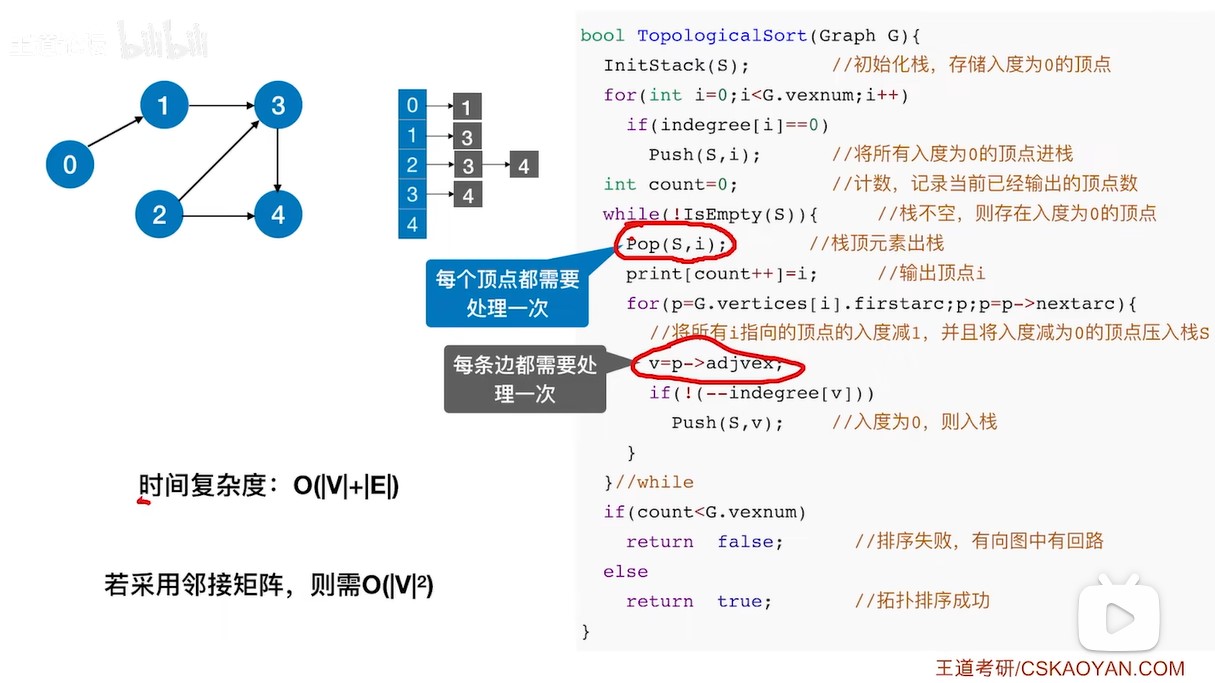 bilibili
1
3
0
2
4
0 1
1 3
2 3 4
3 4
4
每个顶点都需要
处理一次
每条边都需要处
理一次
时间复杂度：O(|V|+|E|)
若采用邻接矩阵，则需O(|V|²)
bool TopologicalSort(Graph G){
InitStack(S); //初始化栈，存储入度为0的顶点
for(int i=0;i<G.vexnum;i++)
if(indegree[i]==0)
Push(S,i); //将所有入度为0的顶点进栈
int count=0; //计数，记录当前已经输出的顶点数
while(!IsEmpty(S)){ //栈不空，则存在入度为0的顶点
Pop(S,i); //栈顶元素出栈
print[count++]=i; //输出顶点i
for(p=G.vertices[i].firstarc;p;p=p->nextarc){
//将所有i指向的顶点的入度减1，并且将入度减为0的顶点压入栈S
v=p->adjvex;
if(!(--indegree[v]))
Push(S,v); //入度为0，则入栈
}
}//while
if(count<G.vexnum)
return false; //排序失败，有向图中有回路
else
return true; //拓扑排序成功
}
王道考研/CSKAOYAN.COM